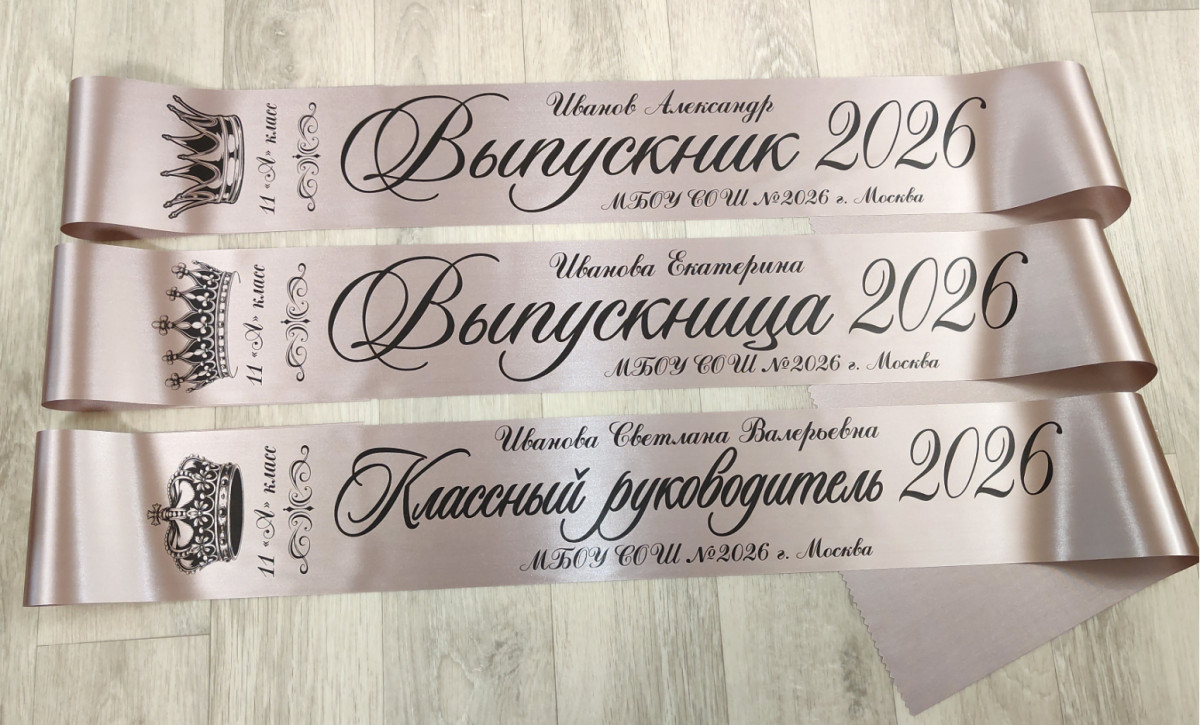 11 «А» класс
Иванов Александр
Выпускник 2026
МБОУ СОШ №2026 г. Москва
11 «А» класс
Иванова Екатерина
Выпускница 2026
МБОУ СОШ №2026 г. Москва
11 «А» класс
Иванова Светлана Валерьевна
Классный руководитель 2026
МБОУ СОШ №2026 г. Москва